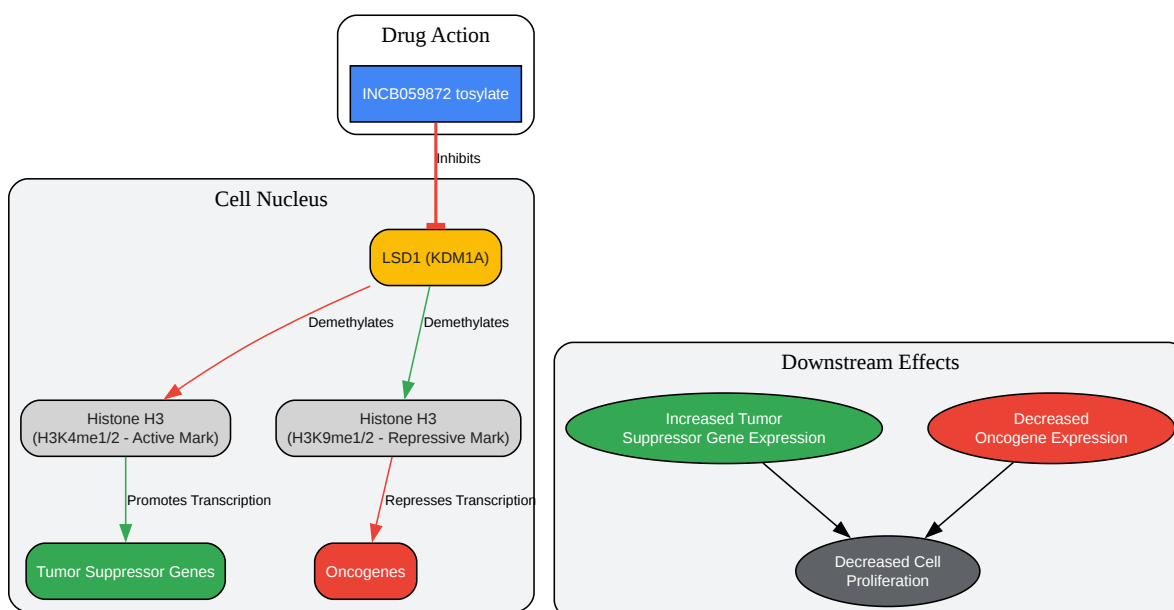 Drug Action
INCB059872 tosylate
Inhibits
Cell Nucleus
LSD1 (KDM1A)
Demethylates
Demethylates
Histone H3
(H3K4me1/2 - Active Mark)
Histone H3
(H3K9me1/2 - Repressive Mark)
Promotes Transcription
Represses Transcription
Tumor Suppressor Genes
Oncogenes
Downstream Effects
Increased Tumor
Suppressor Gene Expression
Decreased
Oncogene Expression
Decreased Cell
Proliferation